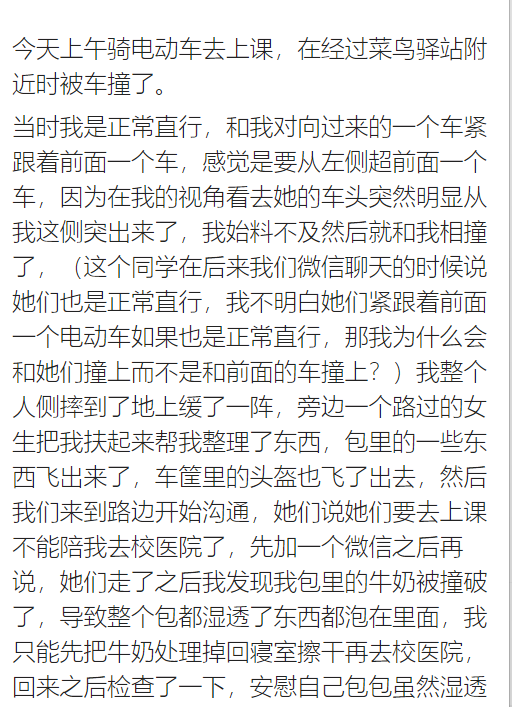 今天上午骑电动车去上课，在经过菜鸟驿站附
近时被车撞了。
当时我是正常直行，和我对向过来的一个车紧
跟着前面一个车，感觉是要从左侧超前面一个
车，因为在我的视角看去她的车头突然明显从
我这侧突出来了，我始料不及然后就和我相撞
了，（这个同学在后来我们微信聊天的时候说
她们也是正常直行，我不明白她们紧跟着前面
一个电动车如果也是正常直行，那我为什么会
和她们撞上而不是和前面的车撞上？）我整个
人侧摔到了地上缓了一阵，旁边一个路过的女
生把我扶起来帮我整理了东西，包里的一些东
西飞出来了，车筐里的头盔也飞了出去，然后
我们来到路边开始沟通，她们说她们要去上课
不能陪我去校医院了，先加一个微信之后再
说，她们走了之后我发现我包里的牛奶被撞破
了，导致整个包都湿透了东西都泡在里面，我
只能先把牛奶处理掉回寝室擦干再去校医院，
回来之后检查了一下，安慰自己包包虽然湿透